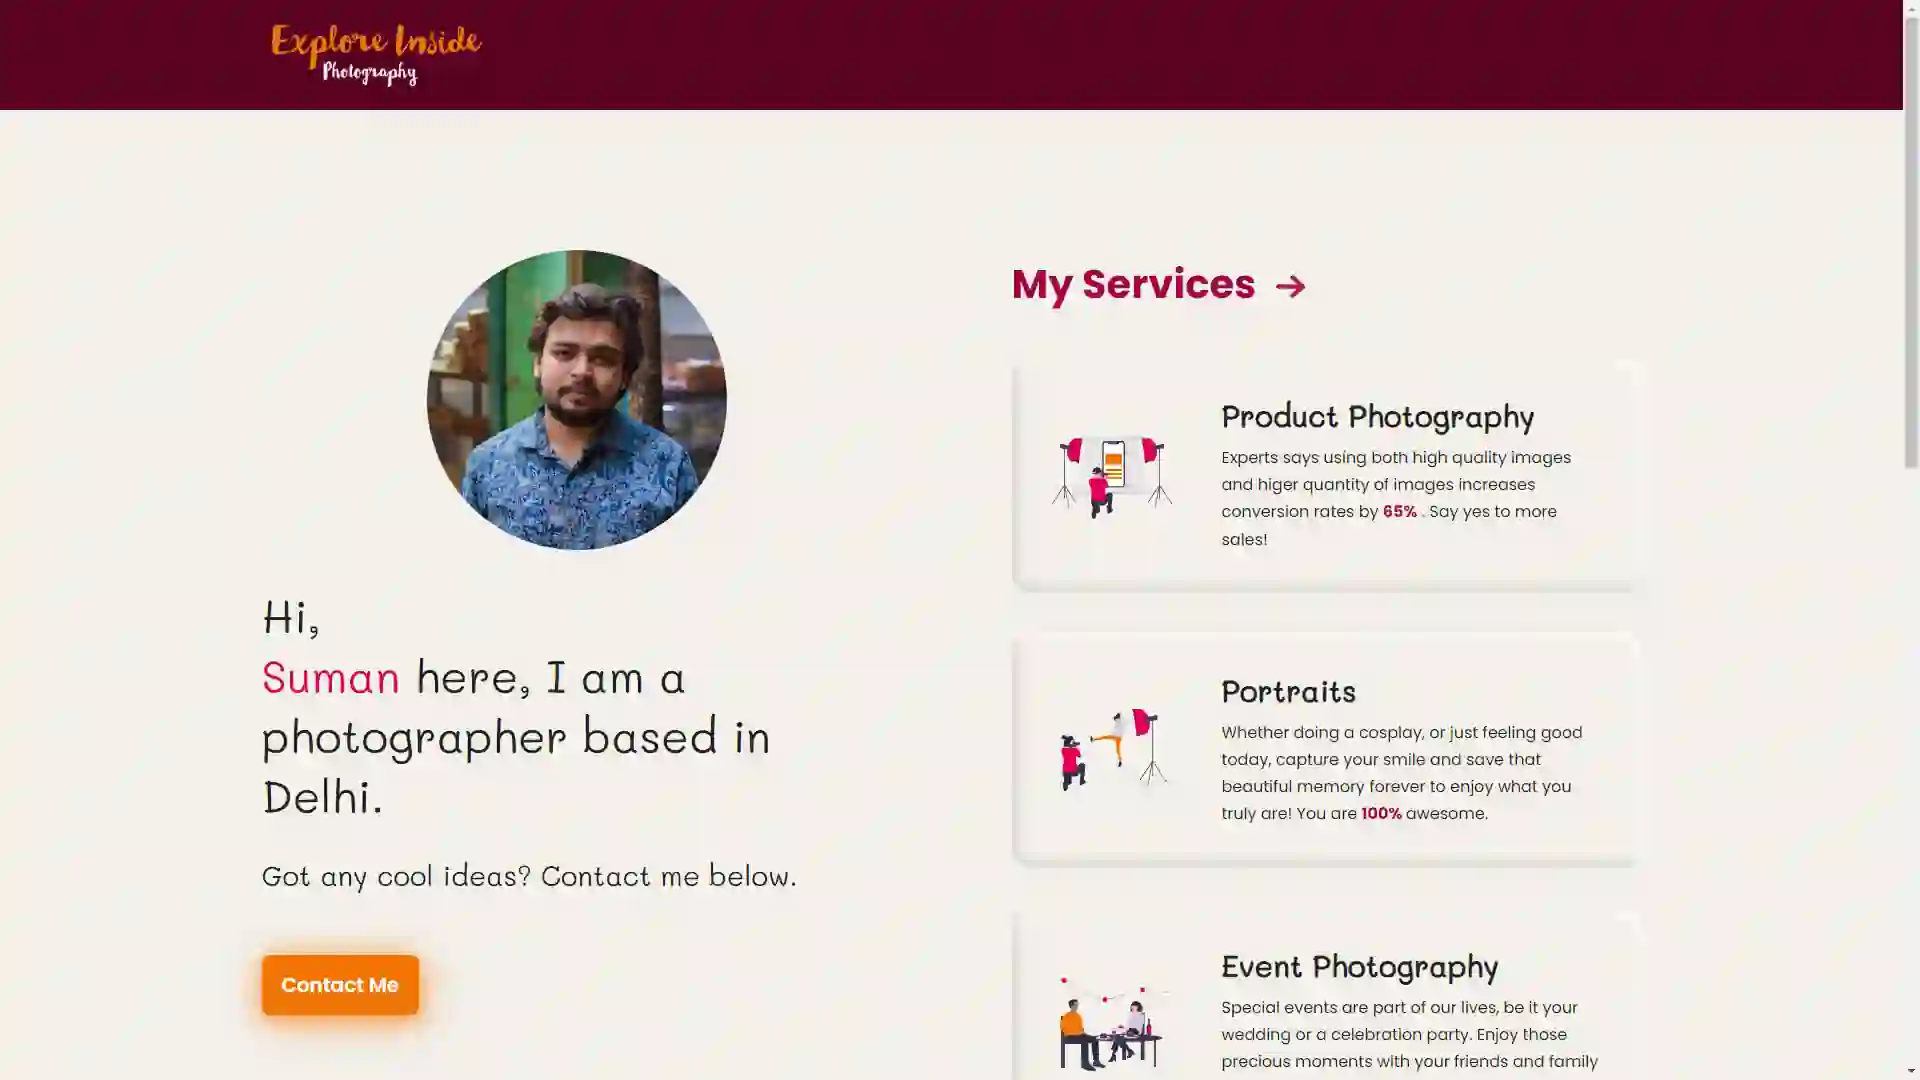 Explore Inside
Photography
Hi,
Suman here, I am a
photographer based in
Delhi.
Got any cool ideas? Contact me below.
Contact Me
My Services →
Product Photography
Experts says using both high quality images
and higer quantity of images increases
conversion rates by 65% . Say yes to more
sales!
Portraits
Whether doing a cosplay, or just feeling good
today, capture your smile and save that
beautiful memory forever to enjoy what you
truly are! You are 100% awesome.
Event Photography
Special events are part of our lives, be it your
wedding or a celebration party. Enjoy those
precious moments with your friends and family